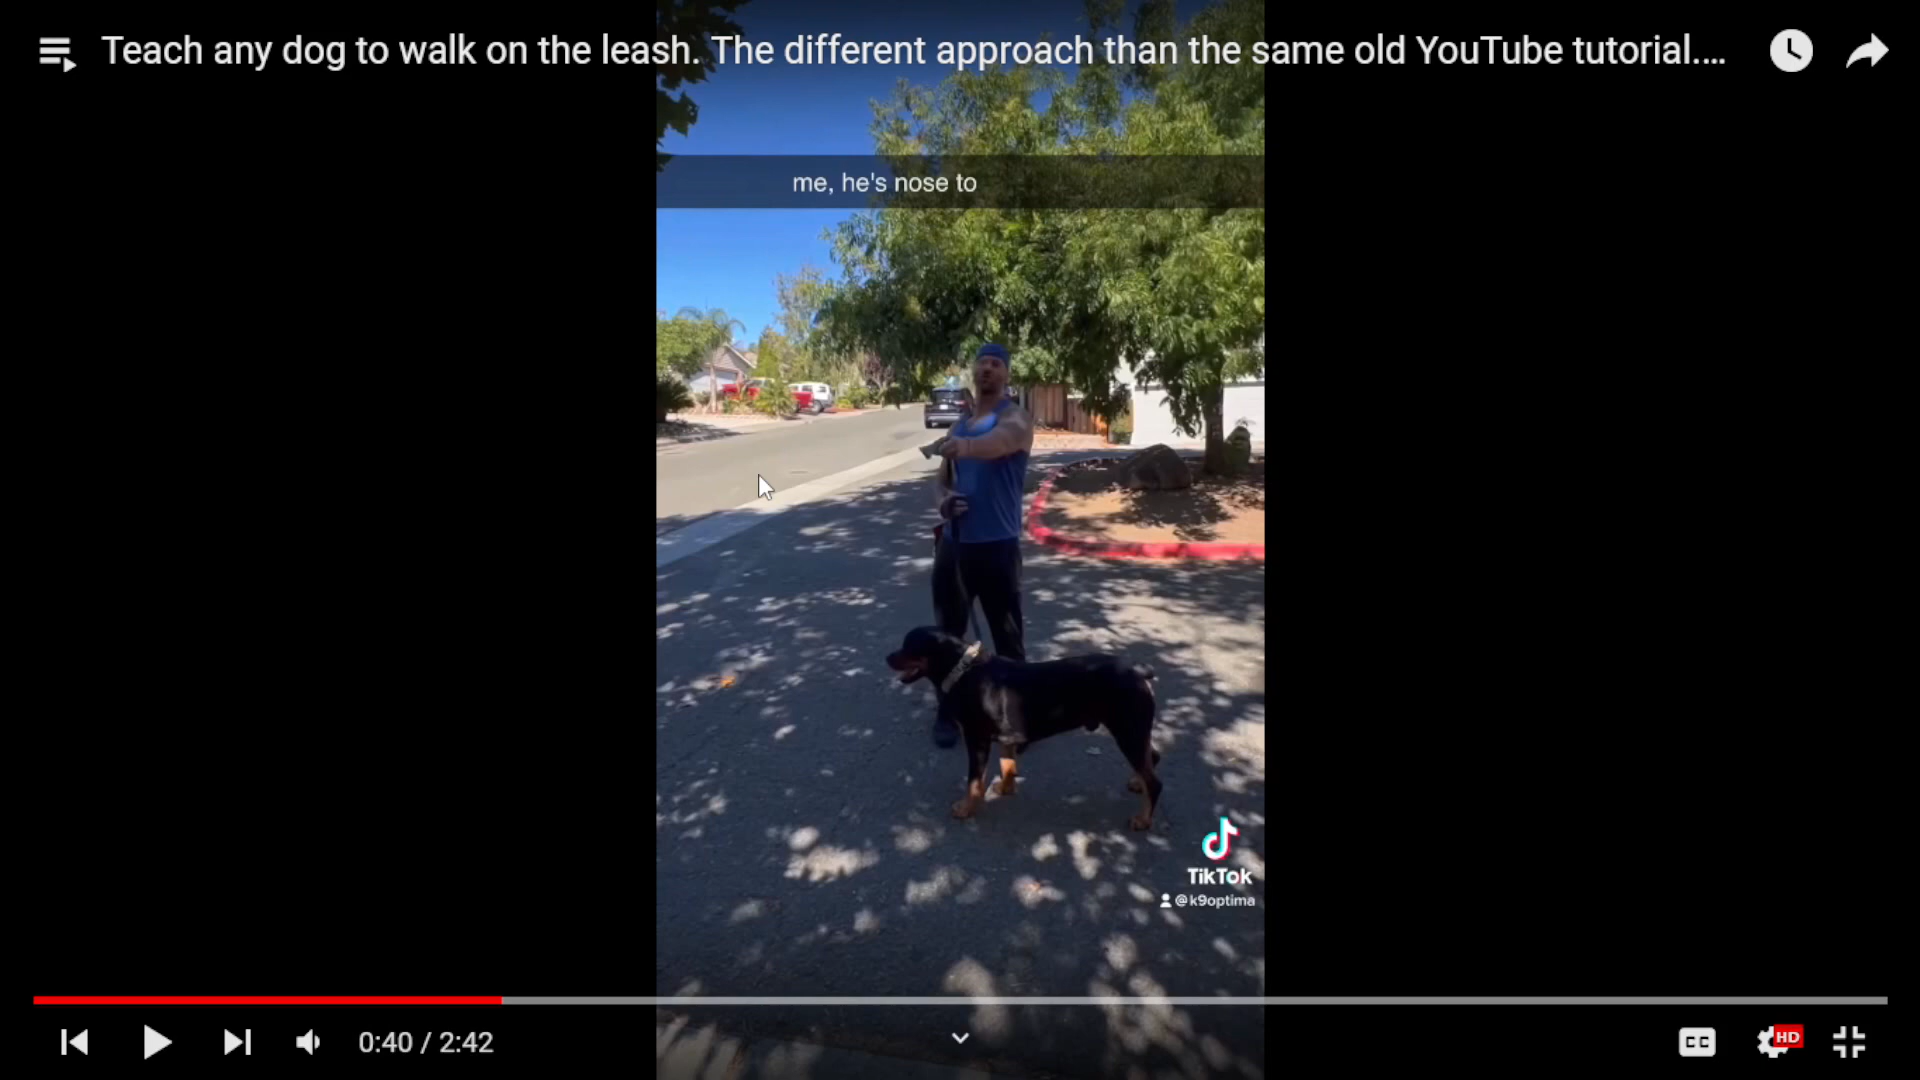 Teach any dog to walk on the leash. The different approach than the same old YouTube tutorial....
me, he's nose to
TikTok
@k9optima
0:40 / 2:42
CC
HD